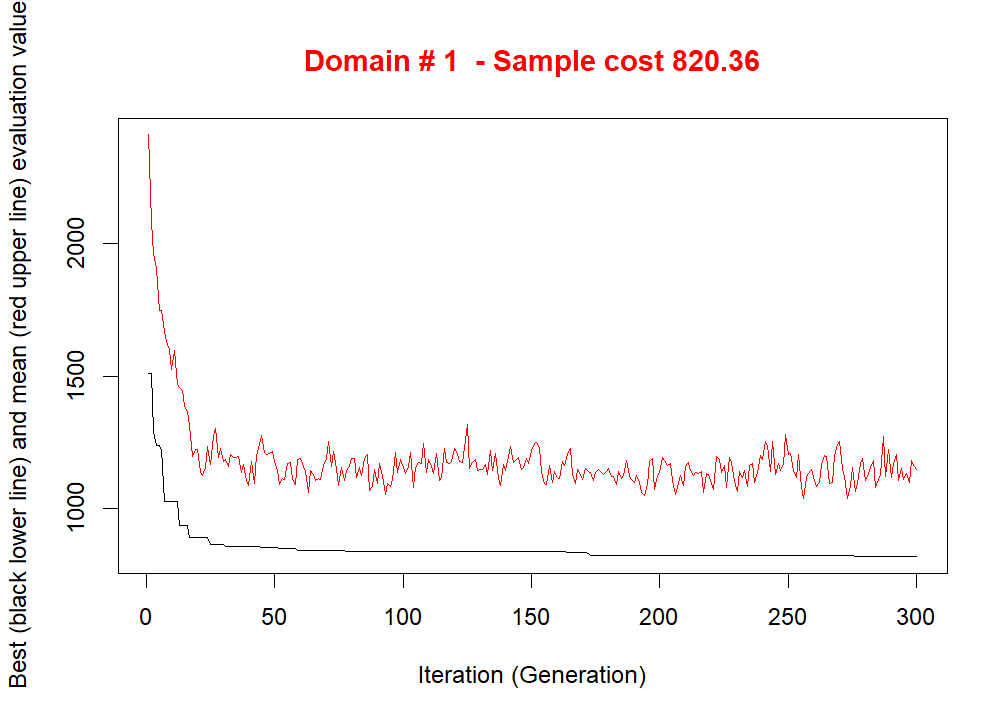 Domain # 1  - Sample cost 820.36
Best (black lower line) and mean (red upper line) evaluation value
2000
1500
1000
0 50 100 150 200 250 300
Iteration (Generation)